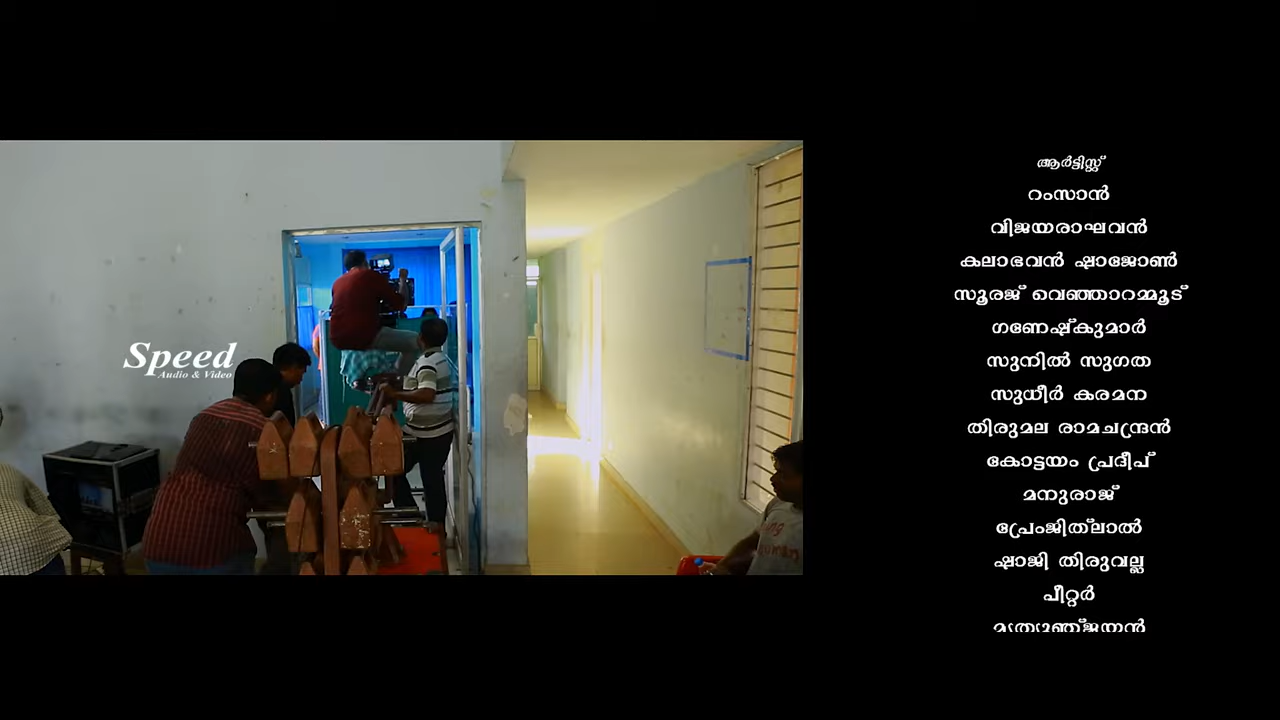 Speed
Audio & Video
ആർട്ടിസ്റ്റ്
റംസാൻ
വിജയരാഘവൻ
കലാഭവൻ ഷാജോൺ
സൂരജ് വെഞ്ഞാറമ്മൂട്
ഗണേഷ്കുമാർ
സുനിൽ സുഗത
സുധീർ കരമന
തിരുമല രാമചന്ദ്രൻ
കോട്ടയം പ്രദീപ്
മനുരാജ്
പ്രേംജിത്ലാൽ
ഷാജി തിരുവല്ല
പീറ്റർ